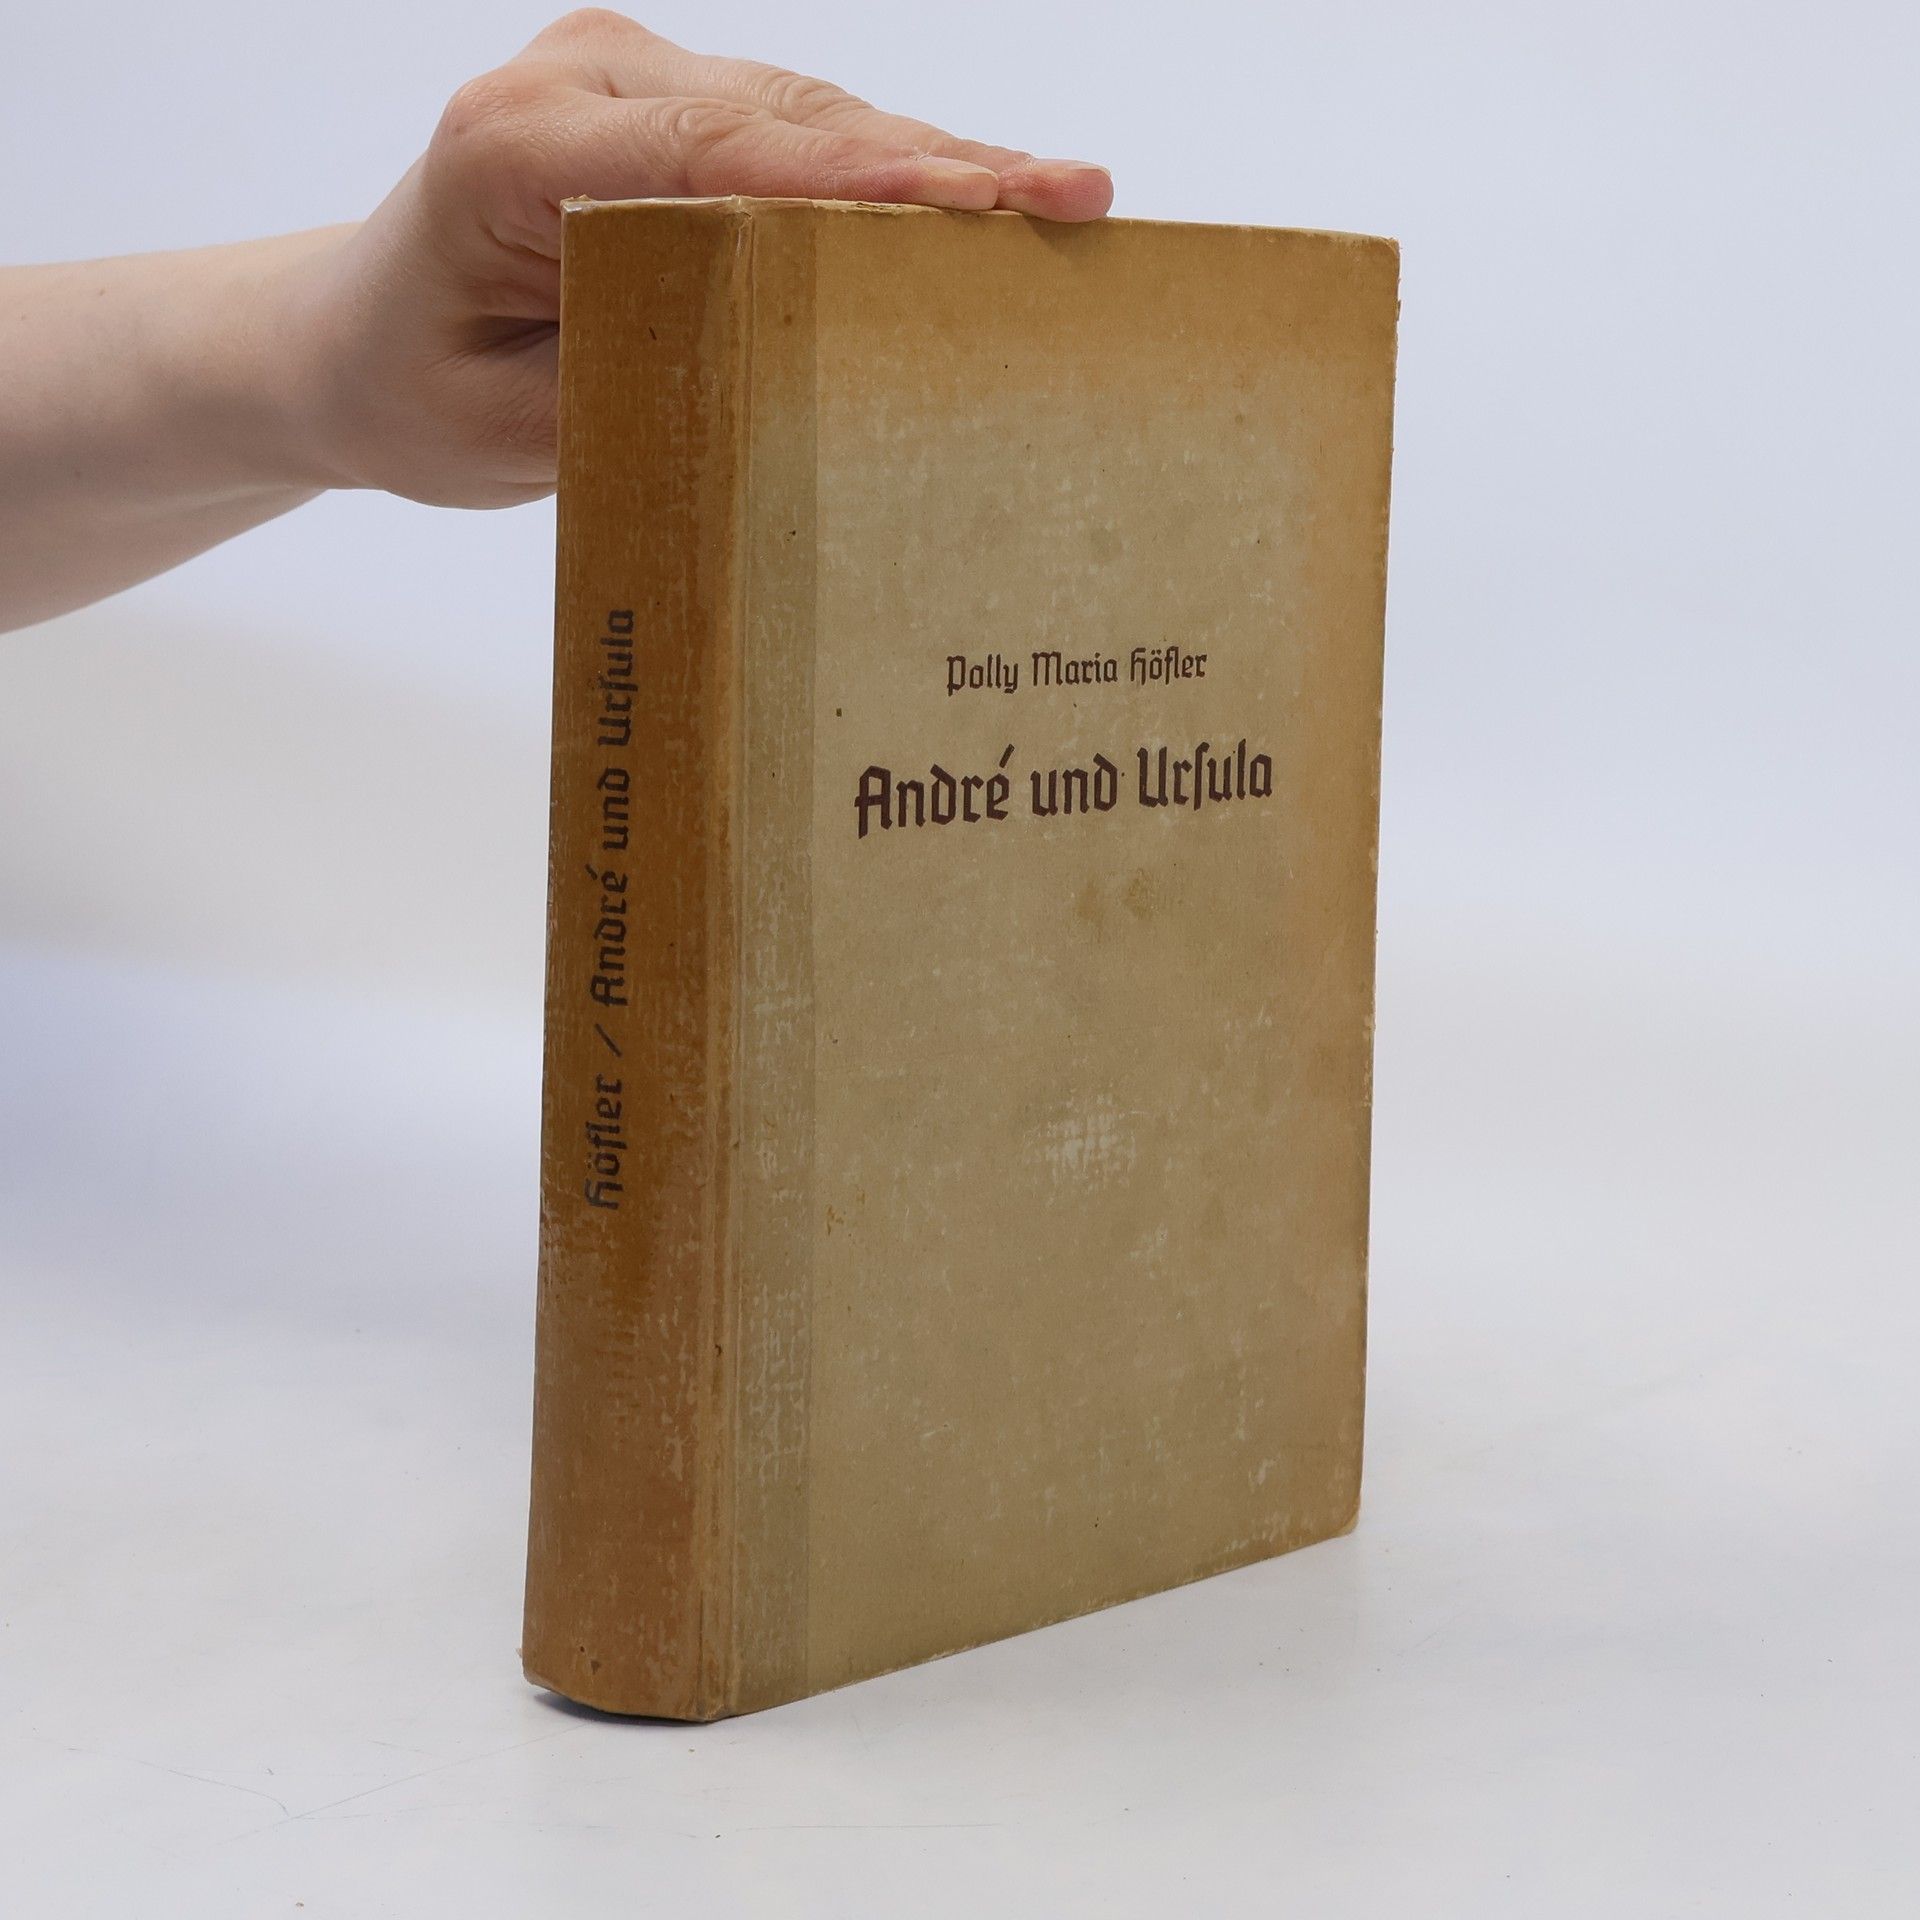 Höfler / André und Urſula
Polly Maria Höfler
André und Urſula